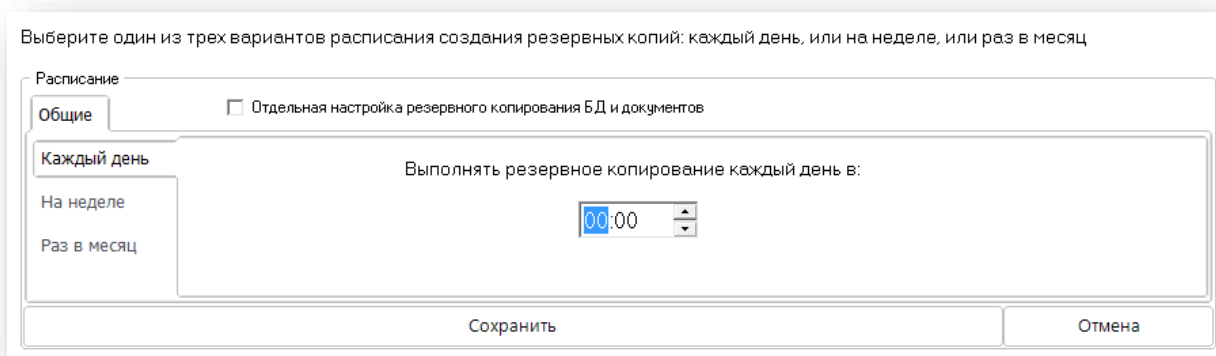 Выберите один из трех вариантов расписания создания резервных копий: каждый день, или на неделе, или раз в месяц
Расписание
Общие
Отдельная настройка резервного копирования БД и документов
Каждый день
Выполнять резервное копирование каждый день в:
На неделе
00:00
Раз в месяц
Сохранить
Отмена